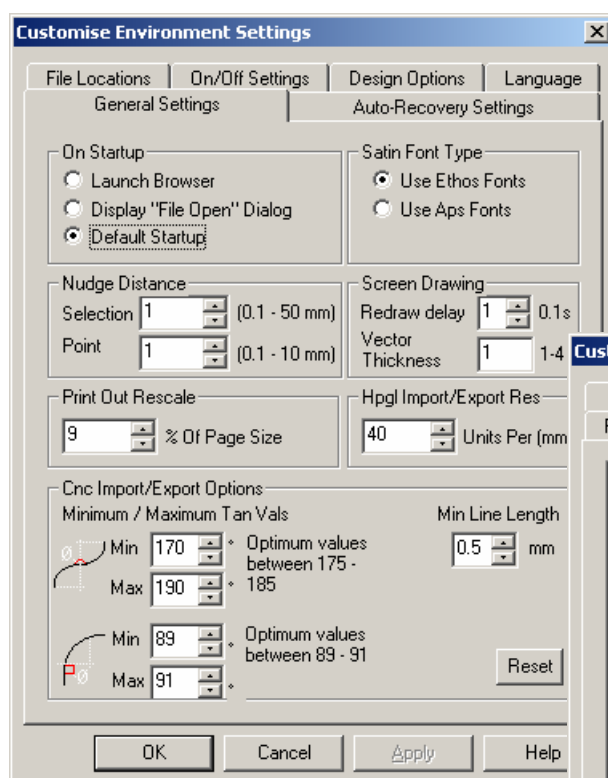 Customise Environment Settings
File Locations On/Off Settings Design Options Language
General Settings Auto-Recovery Settings
On Startup
Launch Browser
Display "File Open" Dialog
Default Startup
Satin Font Type
Use Ethos Fonts
Use Aps Fonts
Nudge Distance
Selection 1 (0.1 - 50 mm)
Point 1 (0.1 - 10 mm)
Screen Drawing
Redraw delay 1 0.1s
Vector
Thickness 1 1-4
Cust
Print Out Rescale
9 % Of Page Size
Hpgl Import/Export Res
40 Units Per (mm
Cnc Import/Export Options
Minimum / Maximum Tan Vals
Min 170 ° Optimum values
between 175 -
Max 190 ° 185
Min 89 ° Optimum values
between 89 - 91
Max 91 °
Min Line Length
0.5 mm
Reset
OK Cancel Apply Help